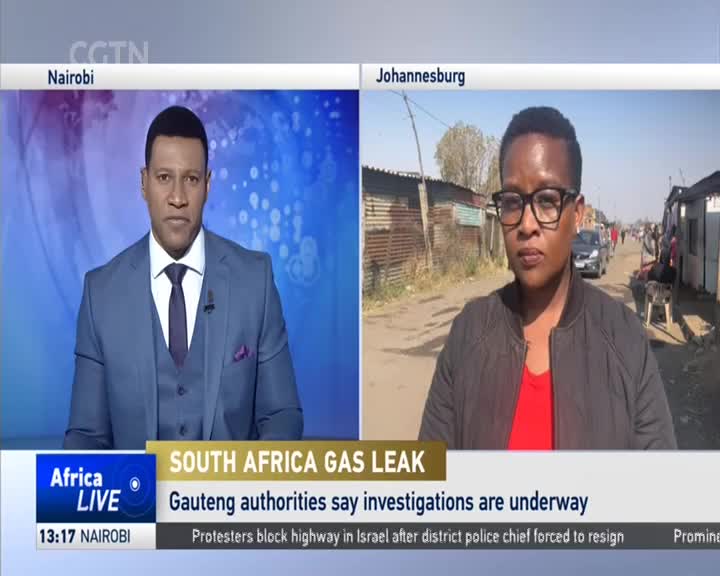 CGTN
Nairobi
Johannesburg
SOUTH AFRICA GAS LEAK
Africa
LIVE
Gauteng authorities say investigations are underway
13:17 NAIROBI
Protesters block highway in Israel after district police chief forced to resign
Promine